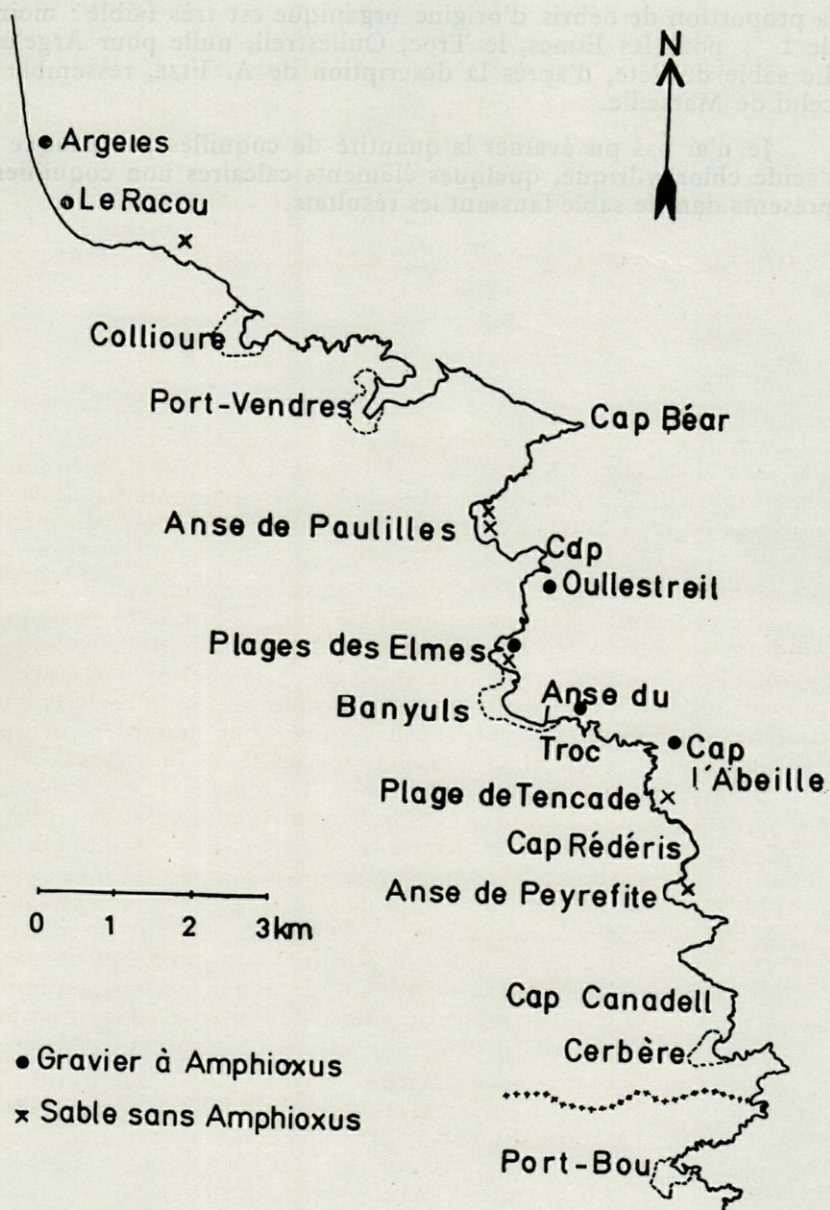 N
Argeles
Le Racou
Collioure
Port-Vendres
Cap Béar
Anse de Paulilles
Cap
Oullestreil
Plages des Elmes
Anse du
Banyuls
Troc
Cap
l'Abeille
Plage de Tencade
Cap Rédéris
Anse de Peyrefite
0 1 2 3km
Cap Canadell
Cerbère
• Gravier à Amphioxus
x Sable sans Amphioxus
Port-Bou